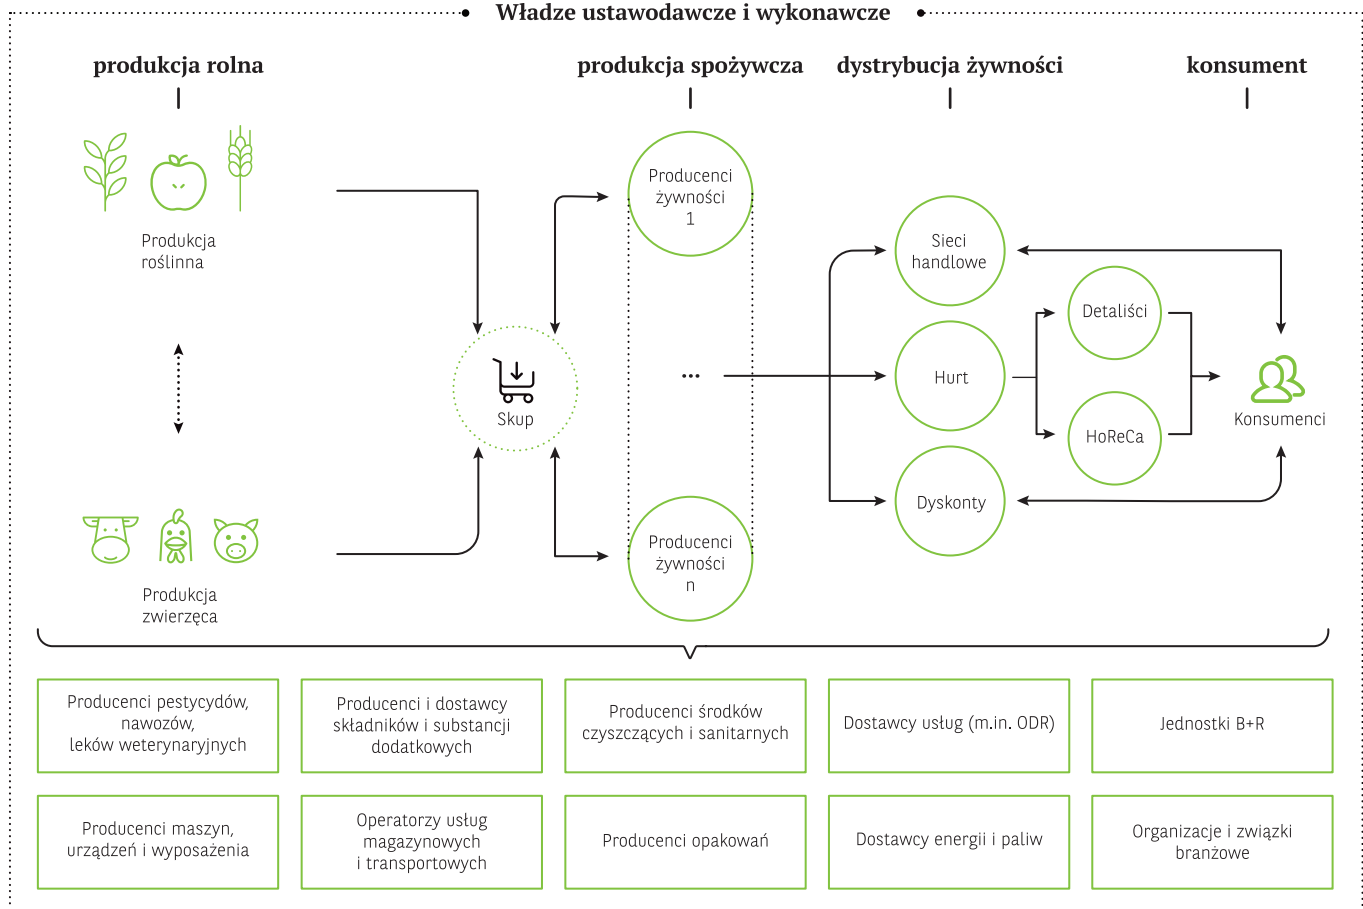 Władze ustawodawcze i wykonawcze
produkcja rolna
produkcja spożywcza
dystrybucja żywności
konsument
Produkcja
roślinna
Produkcja
zwierzęca
Skup
Producenci
żywności
1
...
Producenci
żywności
n
Sieci
handlowe
Hurt
Dyskonty
Detaliści
HoReCa
Konsumenci
Producenci pestycydów,
nawozów,
leków weterynaryjnych
Producenci i dostawcy
składników i substancji
dodatkowych
Producenci środków
czyszczących i sanitarnych
Dostawcy usług (m.in. ODR)
Jednostki B+R
Producenci maszyn,
urządzeń i wyposażenia
Operatorzy usług
magazynowych
i transportowych
Producenci opakowań
Dostawcy energii i paliw
Organizacje i związki
branżowe